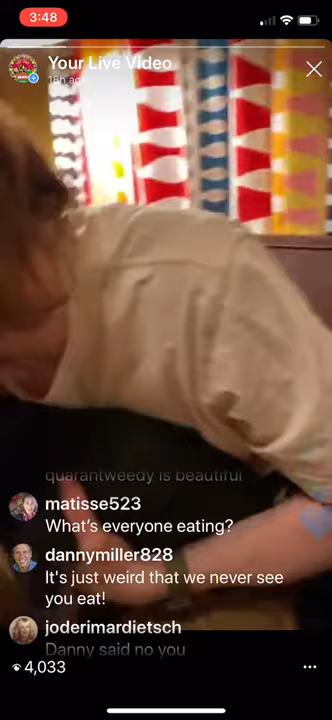 3:48
Your Live Video
18h ago
quarantweedy is beautiful
matisse523
What's everyone eating?
dannymiller828
It's just weird that we never see
you eat!
joderimardietsch
Danny said no you
4,033